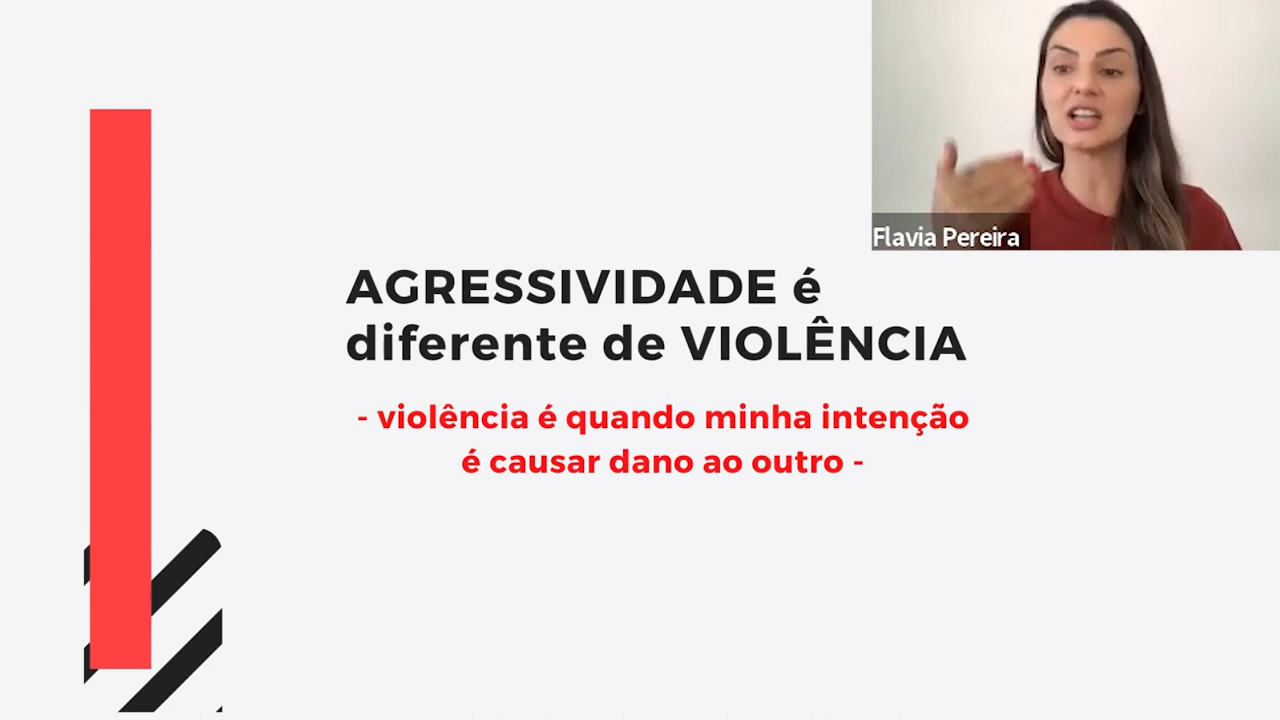 Flavia Pereira
AGRESSIVIDADE é
diferente de VIOLÊNCIA
- violência é quando minha intenção
é causar dano ao outro -